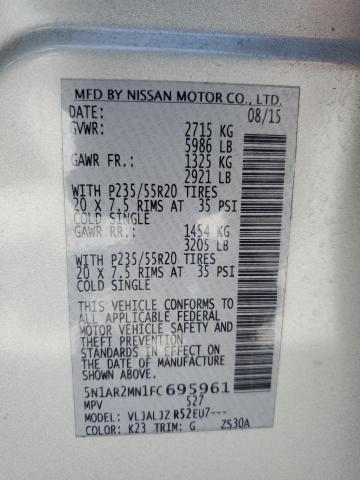 MFD BY NISSAN MOTOR CO., LTD.
DATE: 08/15
GVWR: 2715 KG
5986 LB
GAWR FR.: 1325 KG
2921 LB
WITH P235/55R20 TIRES
20 X 7.5 RIMS AT 35 PSI
COLD SINGLE
GAWR RR.: 1454 KG
3205 LB
WITH P235/55R20 TIRES
20 X 7.5 RIMS AT 35 PSI
COLD SINGLE
THIS VEHICLE CONFORMS TO
ALL APPLICABLE FEDERAL
MOTOR VEHICLE SAFETY AND
THEFT PREVENTION
STANDARDS IN EFFECT ON
THE DATE OF MANUFACTURE
SHOWN ABOVE.
5N1AR2MN1FC695961
MPV 527
MODEL: VLJALJZ R52EU7---
COLOR: K23 TRIM: G ZS30A